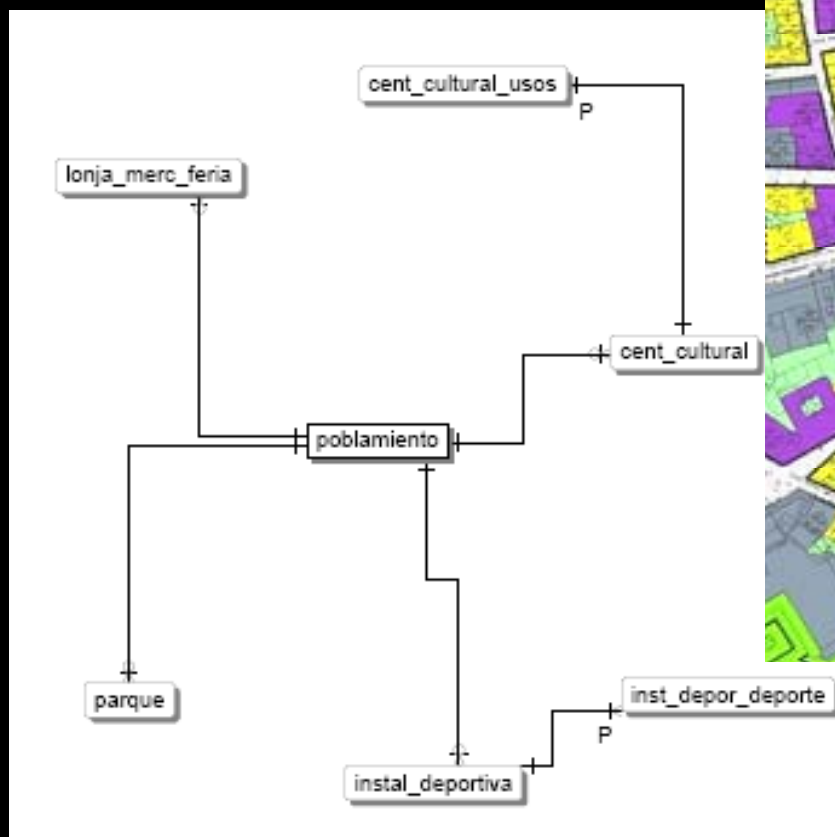 cent_cultural_usos
P
lonja_merc_feria
cent_cultural
poblamiento
parque
inst_depor_deporte
P
instal_deportiva